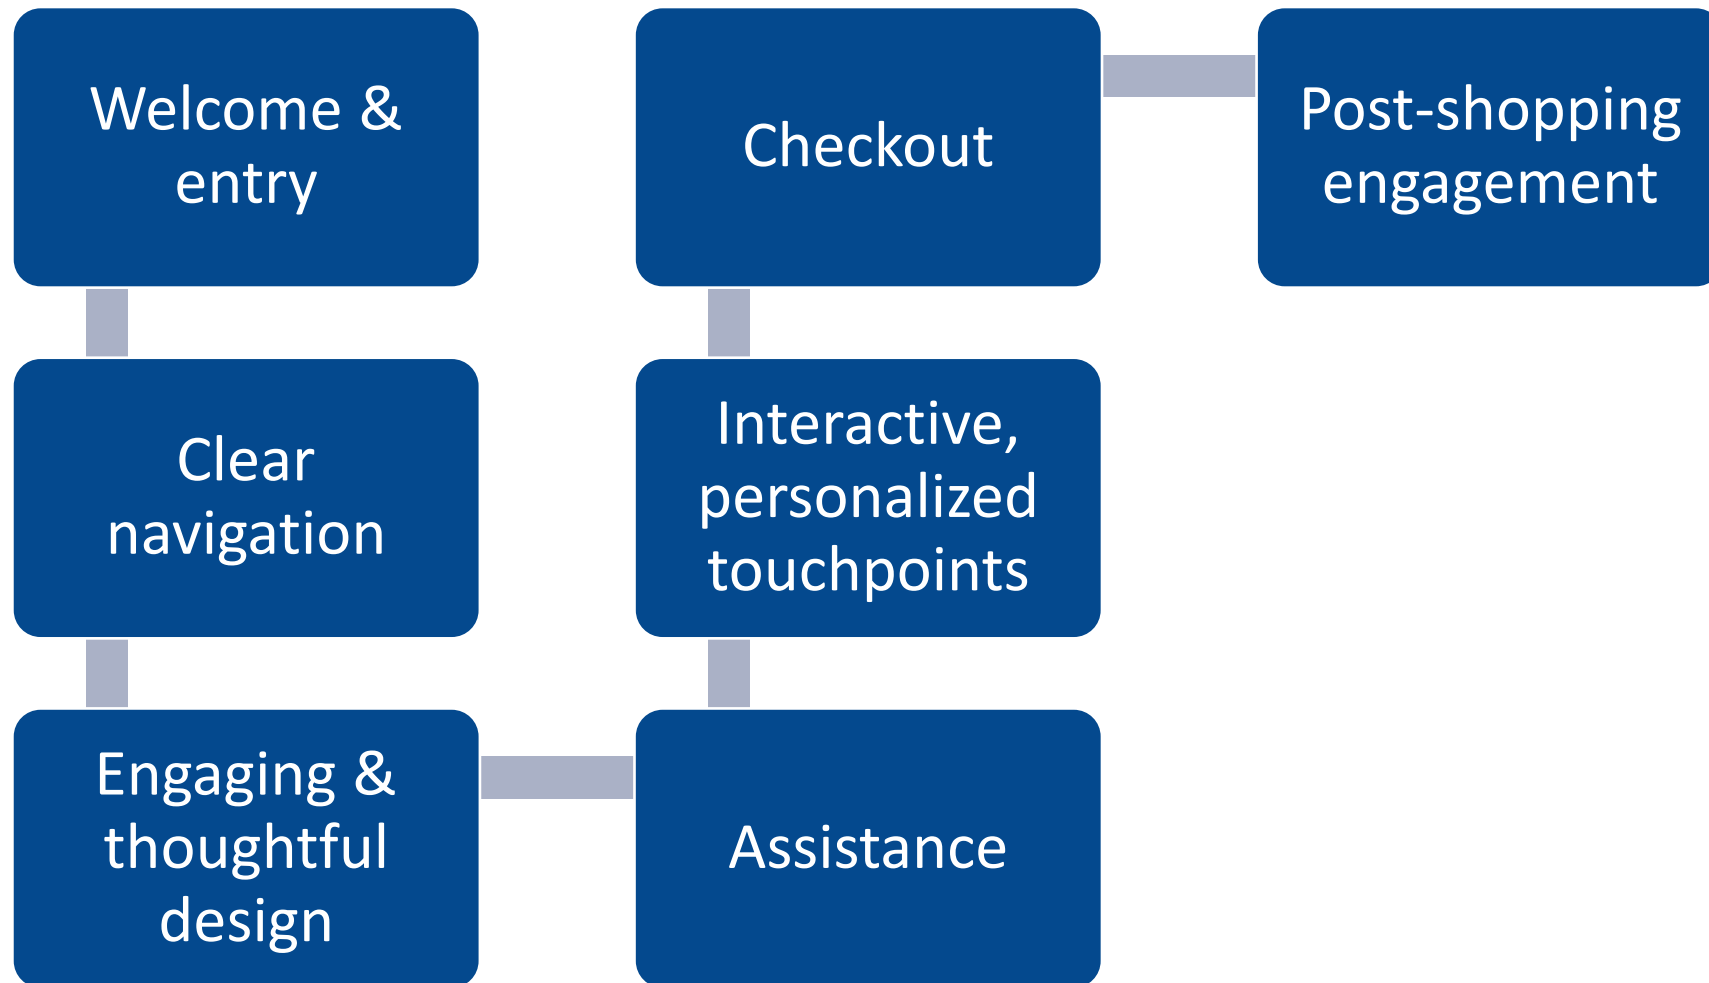 Welcome &
entry
Clear
navigation
Engaging &
thoughtful
design
Assistance
Interactive,
personalized
touchpoints
Checkout
Post-shopping
engagement